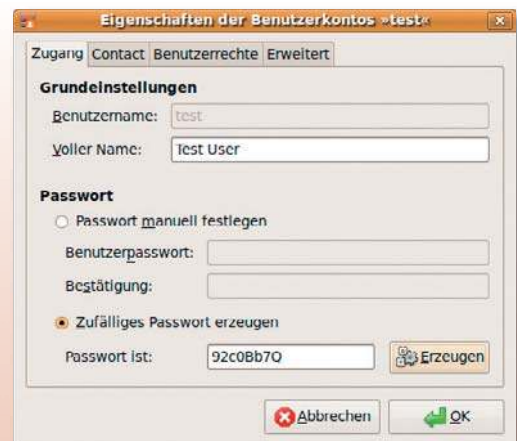 Eigenschaften der Benutzerkontos »test«
Zugang Contact Benutzerrechte Erweitert
Grundeinstellungen
Benutzername: test
Voller Name: Test User
Passwort
Passwort manuell festlegen
Benutzerpasswort:
Bestätigung:
Zufälliges Passwort erzeugen
Passwort ist: 92c0Bb7Q Erzeugen
Abbrechen OK